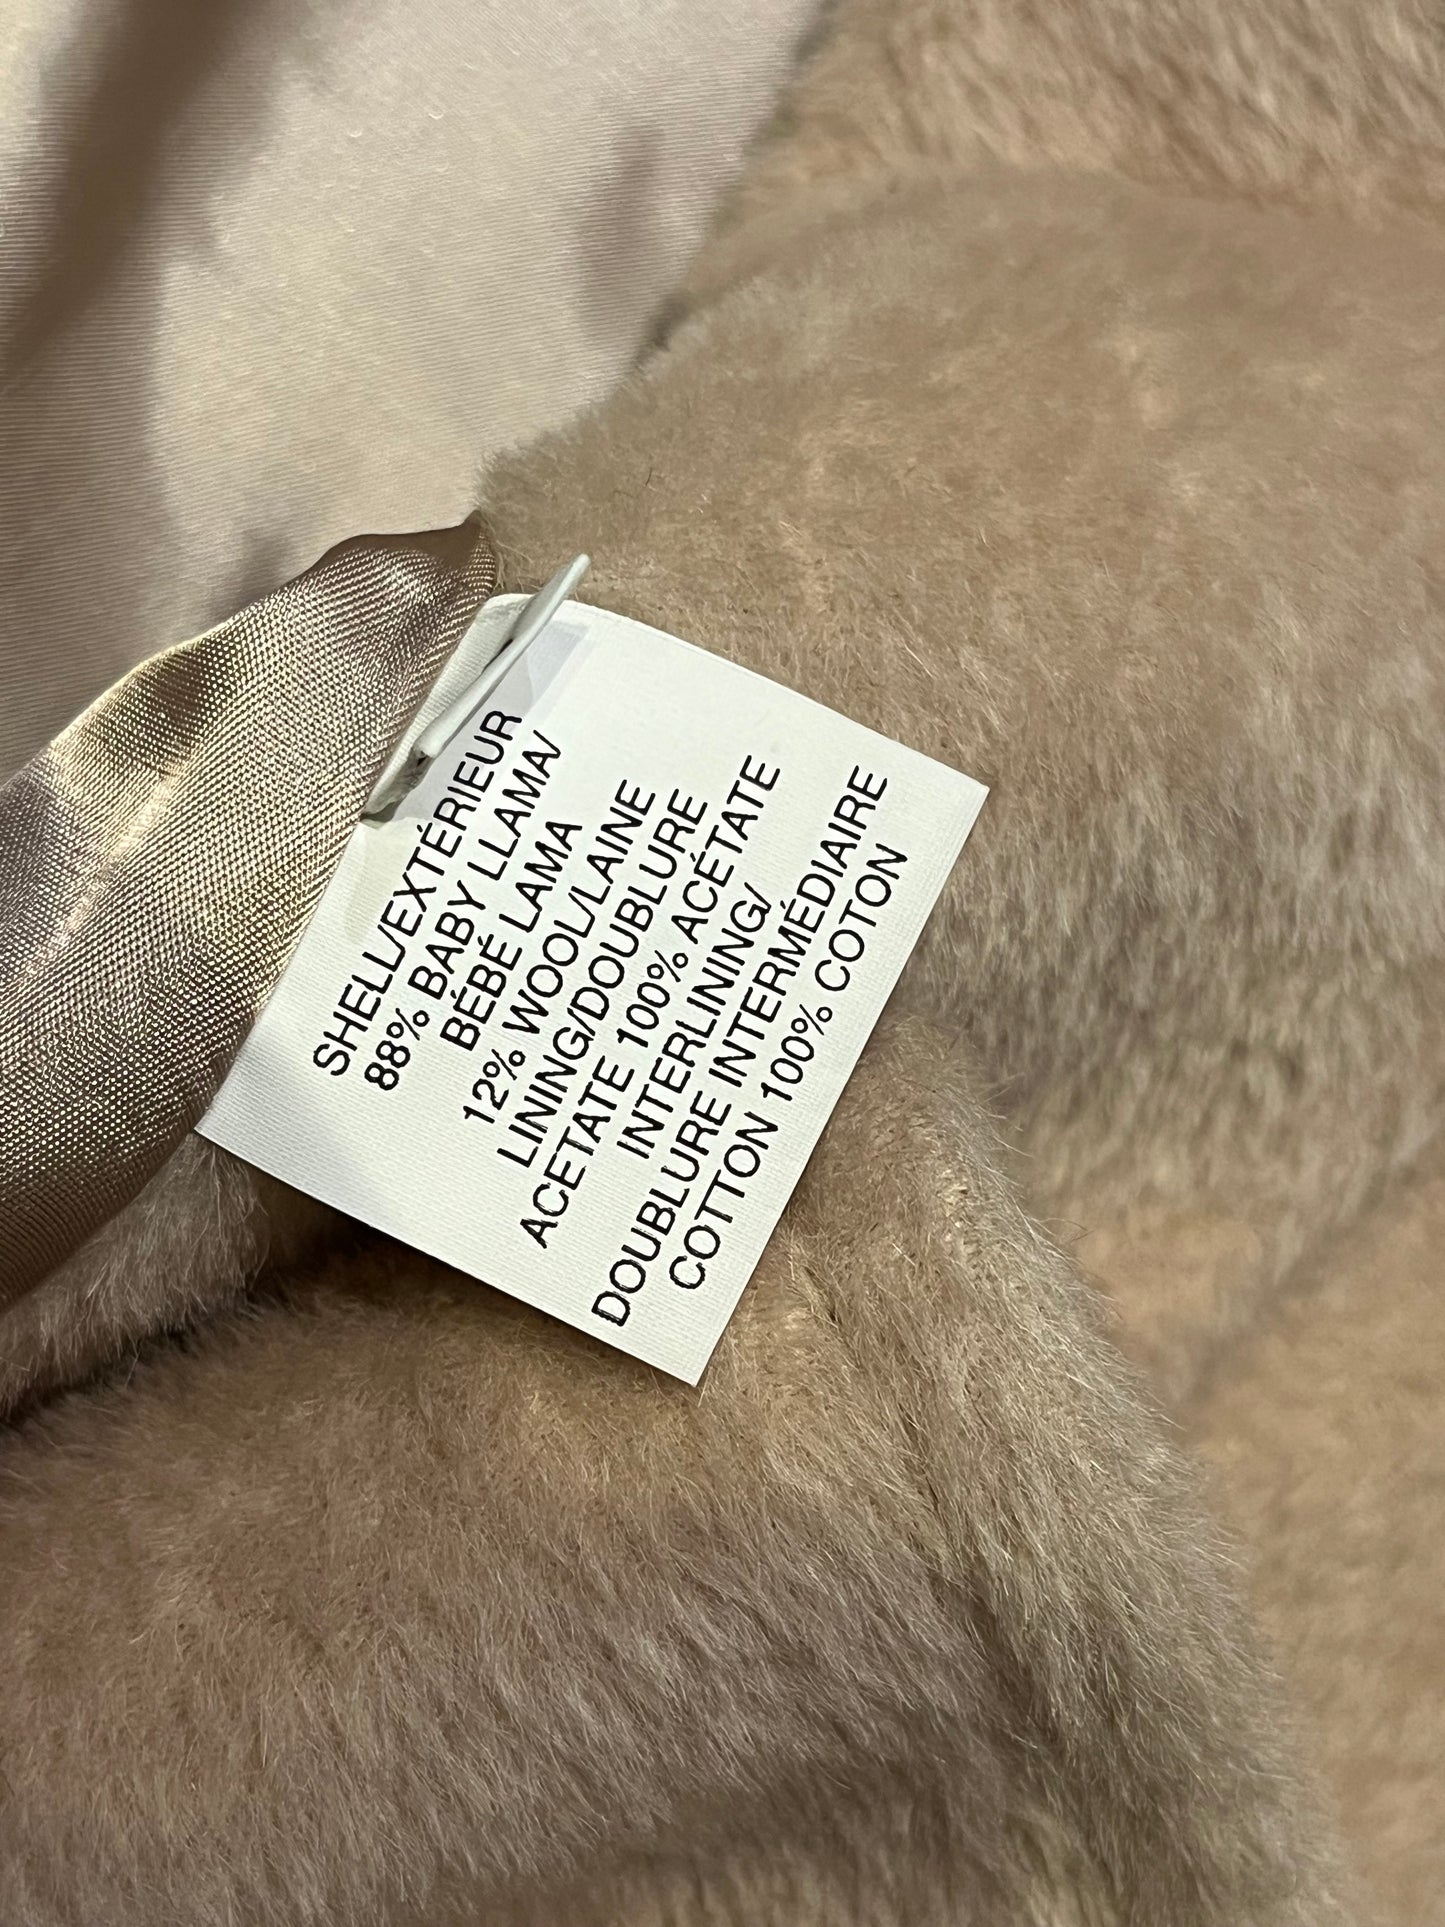 SHELL/EXTÉRIEUR
88% BABY LLAMA/
BÉBÉ LAMA
12% WOOL/LAINE
LINING/DOUBLURE
ACETATE 100% ACÉTATE
INTERLINING/
DOUBLURE INTERMÉDIAIRE
COTTON 100% COTON